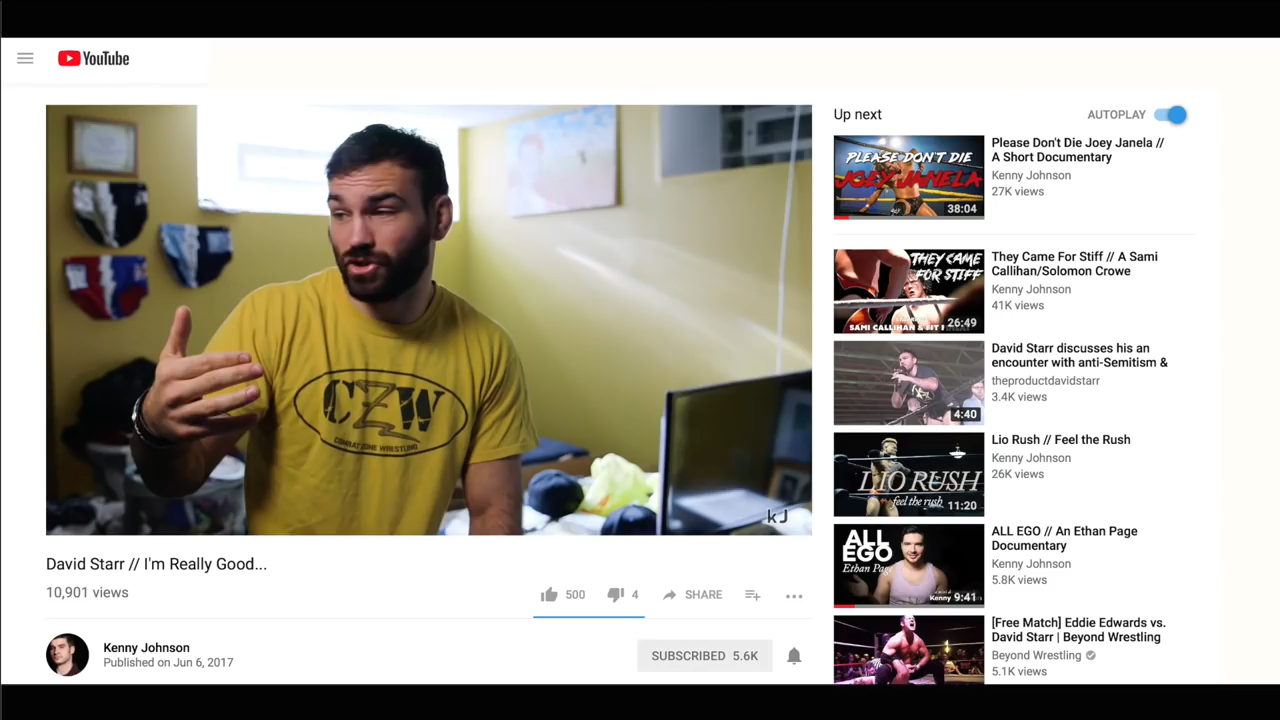 YouTube
CZW
COMBAT ZONE WRESTLING
kJ
David Starr // I'm Really Good...
10,901 views
500
4
SHARE
Kenny Johnson
Published on Jun 6, 2017
SUBSCRIBED 5.6K
Up next
AUTOPLAY
PLEASE DON'T DIE
JOEY JANELA
38:04
Please Don't Die Joey Janela //
A Short Documentary
Kenny Johnson
27K views
THEY CAME
FOR STIFF
26:49
SAMI CALLIHAN &
They Came For Stiff // A Sami
Callihan/Solomon Crowe
Kenny Johnson
41K views
4:40
David Starr discusses his an
encounter with anti-Semitism &
theproductdavidstarr
3.4K views
LIO RUSH
feel the rush
11:20
Lio Rush // Feel the Rush
Kenny Johnson
26K views
ALL
EGO
Ethan Page
Kenny
9:41
ALL EGO // An Ethan Page
Documentary
Kenny Johnson
5.8K views
[Free Match] Eddie Edwards vs.
David Starr | Beyond Wrestling
Beyond Wrestling
5.1K views